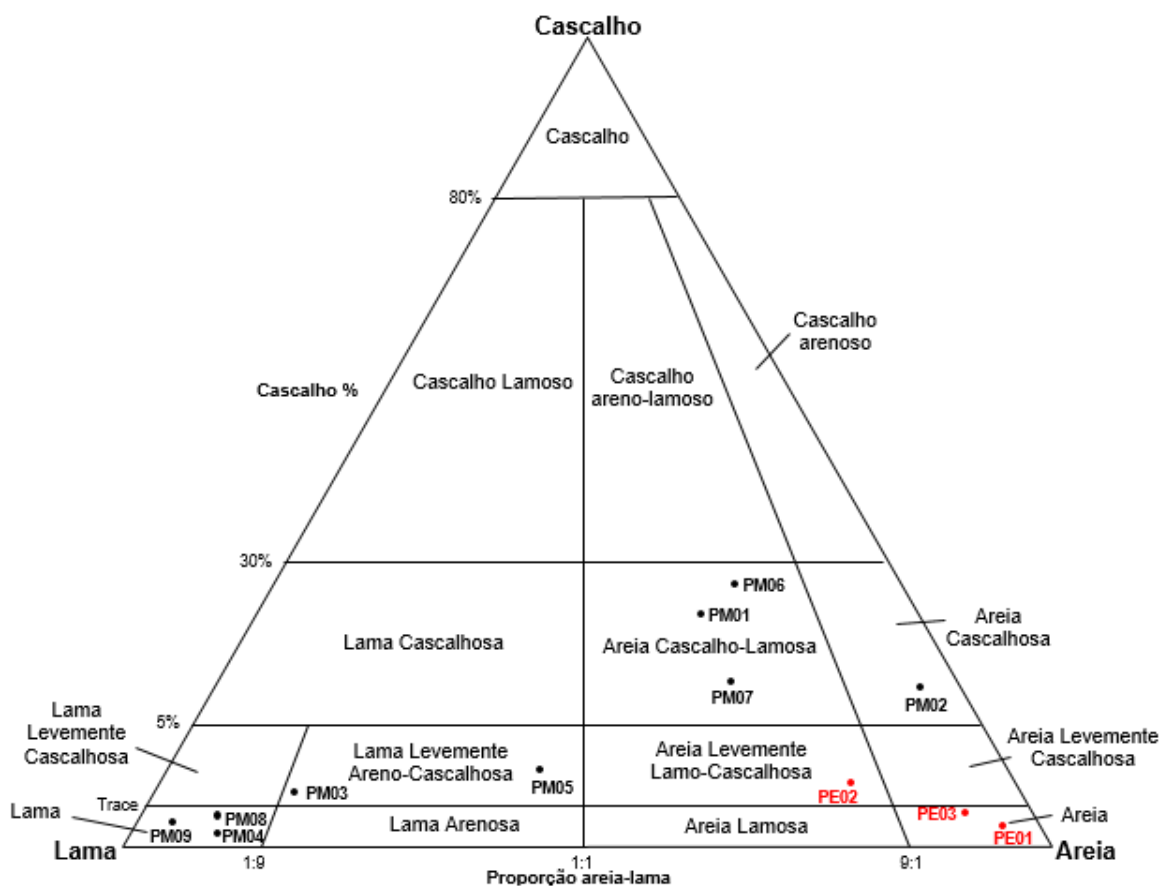 Cascalho
Cascalho
80%
Cascalho
arenoso
Cascalho %
Cascalho Lamoso
Cascalho
areno-lamoso
30%
PM06
PM01
Areia
Cascalhosa
Lama Cascalhosa
Areia Cascalho-Lamosa
PM07
PM02
5%
Lama
Levemente
Cascalhosa
Lama Levemente
Areno-Cascalhosa
Areia Levemente
Lamo-Cascalhosa
Areia Levemente
Cascalhosa
PM03
PM05
PE02
Trace
Lama
PM09
PM08
PM04
Lama Arenosa
Areia Lamosa
PE03
PE01
Areia
Lama
Areia
1:9
1:1
9:1
Proporção areia-lama